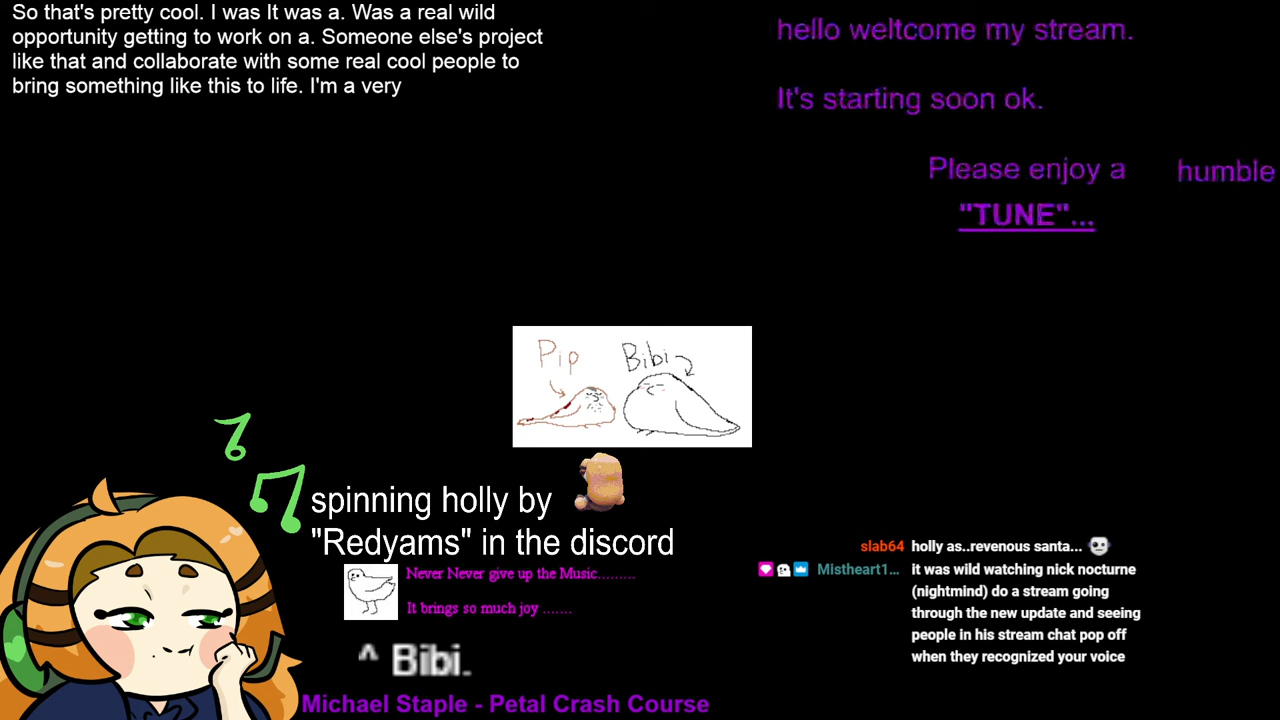 So that's pretty cool. I was It was a. Was a real wild
opportunity getting to work on a. Someone else's project
like that and collaborate with some real cool people to
bring something like this to life. I'm a very
hello weltcome my stream.
It's starting soon ok.
Please enjoy a humble
"TUNE"...
Pip
Bibi
spinning holly by
"Redyams" in the discord
Never Never give up the Music.........
It brings so much joy .......
^ Bibi.
Michael Staple - Petal Crash Course
slab64 holly as..revenous santa...
Mistheart1... it was wild watching nick nocturne
(nightmind) do a stream going
through the new update and seeing
people in his stream chat pop off
when they recognized your voice